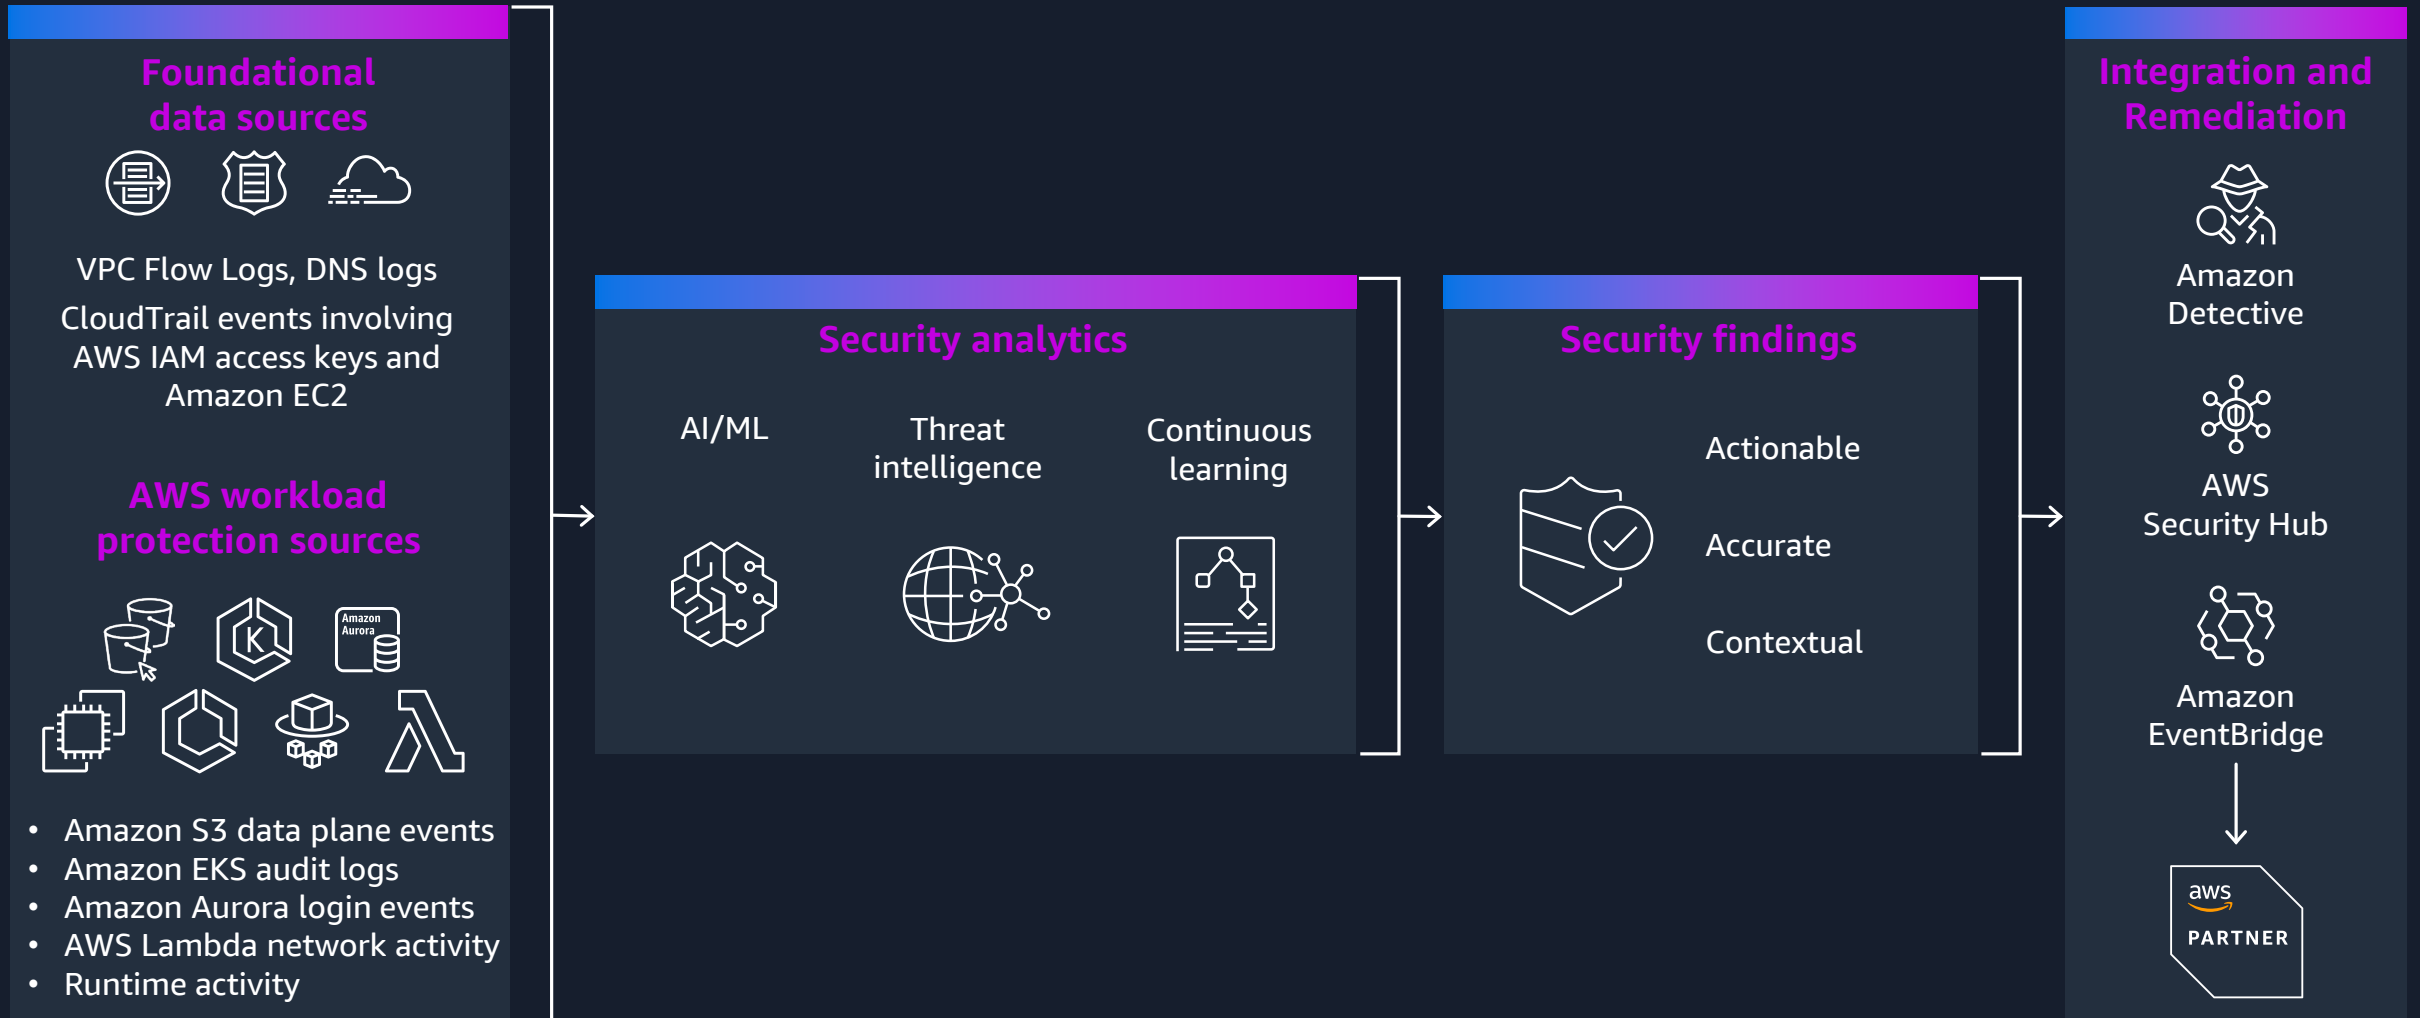 Foundational
data sources
VPC Flow Logs, DNS logs
CloudTrail events involving
AWS IAM access keys and
Amazon EC2
AWS workload
protection sources
K
Amazon
Aurora
• Amazon S3 data plane events
• Amazon EKS audit logs
• Amazon Aurora login events
• AWS Lambda network activity
• Runtime activity
Security analytics
AI/ML
Threat
intelligence
Continuous
learning
Security findings
Actionable
Accurate
Contextual
Integration and
Remediation
Amazon
Detective
AWS
Security Hub
Amazon
EventBridge
aws
PARTNER